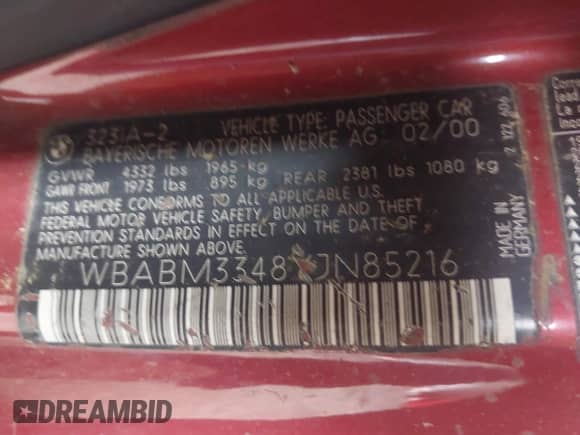 323iA-2 VEHICLE TYPE: PASSENGER CAR
BAYERISCHE MOTOREN WERKE AG 02/00
GVWR 4332 lbs 1965 kg
GAWR FRONT 1973 lbs 895 kg REAR 2381 lbs 1080 kg
THIS VEHICLE CONFORMS TO ALL APPLICABLE U.S.
FEDERAL MOTOR VEHICLE SAFETY, BUMPER AND THEFT
STANDARDS IN EFFECT ON THE DATE OF
MANUFACTURE SHOWN ABOVE.
WBABM3348 JN85216
MADE IN
GERMANY
DREAMBID